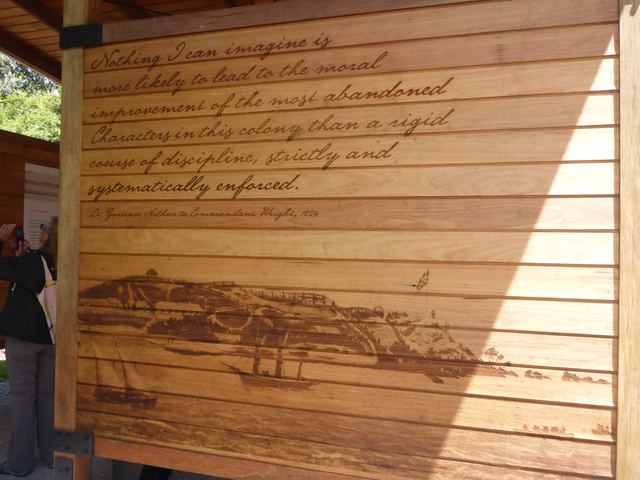 Nothing I can imagine is
more likely to lead to the moral
improvement of the most abandoned
Characters in this colony than a rigid
course of discipline, strictly and
systematically enforced.
Lt Governor Arthur to Commandant Wright, 1824